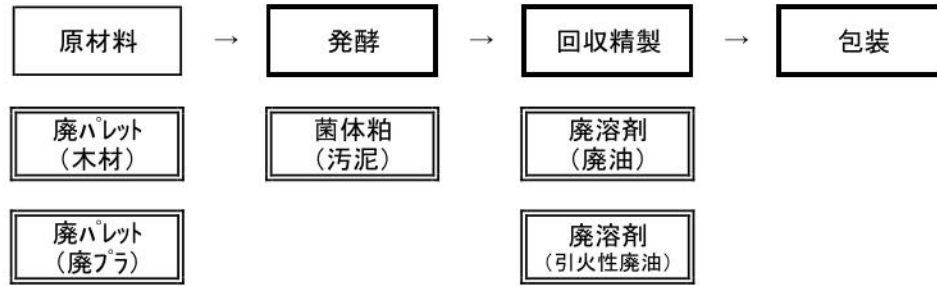 原材料 → 発酵 → 回収精製 → 包装
廃ﾊﾟﾚｯﾄ
（木材）
菌体粕
（汚泥）
廃溶剤
（廃油）
廃ﾊﾟﾚｯﾄ
（廃ﾌﾟﾗ）
廃溶剤
（引火性廃油）